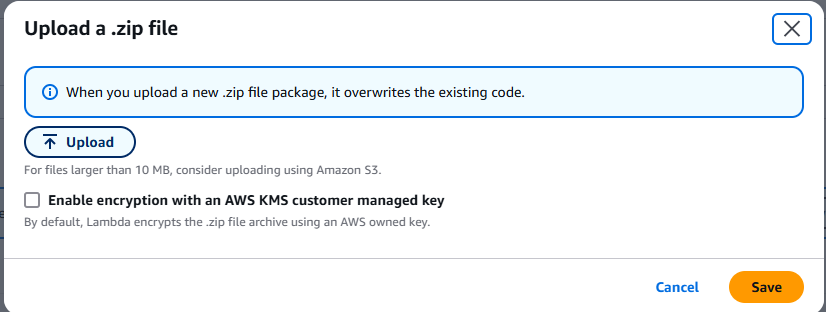 Upload a .zip file
When you upload a new .zip file package, it overwrites the existing code.
Upload
For files larger than 10 MB, consider uploading using Amazon S3.
Enable encryption with an AWS KMS customer managed key
By default, Lambda encrypts the .zip file archive using an AWS owned key.
Cancel Save